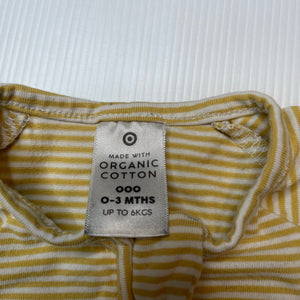 MADE WITH
ORGANIC
COTTON
000
0-3 MTHS
UP TO 6KGS